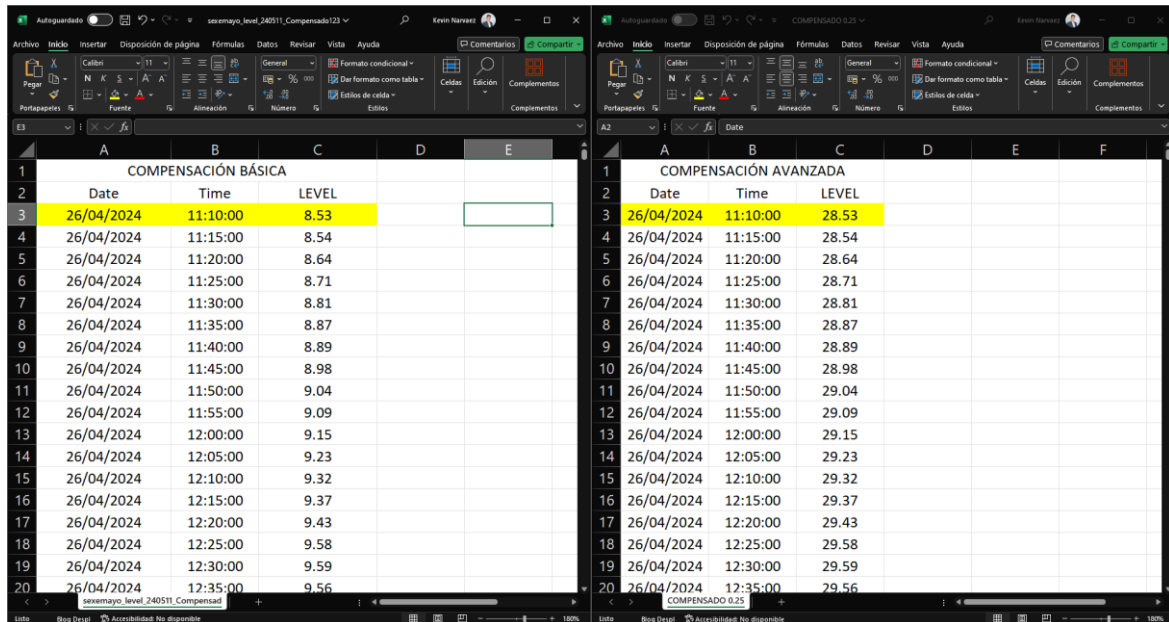 Autoguardado sexemayo_level_240511_Compensado123 Kevin Narvaez
Archivo Inicio Insertar Disposición de página Fórmulas Datos Revisar Vista Ayuda Comentarios Compartir
Pegar Calibri 11 General Formato condicional
N K S A A % 000 Dar formato como tabla
A Estilos de celda Celdas Edición Complementos
Portapapeles Fuente Alineación Número Estilos Complementos
E3 fx
A B C D E
1 COMPENSACIÓN BÁSICA
2 Date Time LEVEL
3 26/04/2024 11:10:00 8.53
4 26/04/2024 11:15:00 8.54
5 26/04/2024 11:20:00 8.64
6 26/04/2024 11:25:00 8.71
7 26/04/2024 11:30:00 8.81
8 26/04/2024 11:35:00 8.87
9 26/04/2024 11:40:00 8.89
10 26/04/2024 11:45:00 8.98
11 26/04/2024 11:50:00 9.04
12 26/04/2024 11:55:00 9.09
13 26/04/2024 12:00:00 9.15
14 26/04/2024 12:05:00 9.23
15 26/04/2024 12:10:00 9.32
16 26/04/2024 12:15:00 9.37
17 26/04/2024 12:20:00 9.43
18 26/04/2024 12:25:00 9.58
19 26/04/2024 12:30:00 9.59
20 26/04/2024 12:35:00 9.56
sexemayo_level_240511_Compensad
Listo Bloq Despl Accesibilidad: No disponible 100%
Autoguardado COMPENSADO 0.25 Kevin Narvaez
Archivo Inicio Insertar Disposición de página Fórmulas Datos Revisar Vista Ayuda Comentarios Compartir
Pegar Calibri 11 General Formato condicional
N K S A A % 000 Dar formato como tabla
A Estilos de celda Celdas Edición Complementos
Portapapeles Fuente Alineación Número Estilos Complementos
A2 fx Date
A B C D E F
1 COMPENSACIÓN AVANZADA
2 Date Time LEVEL
3 26/04/2024 11:10:00 28.53
4 26/04/2024 11:15:00 28.54
5 26/04/2024 11:20:00 28.64
6 26/04/2024 11:25:00 28.71
7 26/04/2024 11:30:00 28.81
8 26/04/2024 11:35:00 28.87
9 26/04/2024 11:40:00 28.89
10 26/04/2024 11:45:00 28.98
11 26/04/2024 11:50:00 29.04
12 26/04/2024 11:55:00 29.09
13 26/04/2024 12:00:00 29.15
14 26/04/2024 12:05:00 29.23
15 26/04/2024 12:10:00 29.32
16 26/04/2024 12:15:00 29.37
17 26/04/2024 12:20:00 29.43
18 26/04/2024 12:25:00 29.58
19 26/04/2024 12:30:00 29.59
20 26/04/2024 12:35:00 29.56
COMPENSADO 0.25
Listo Bloq Despl Accesibilidad: No disponible 100%